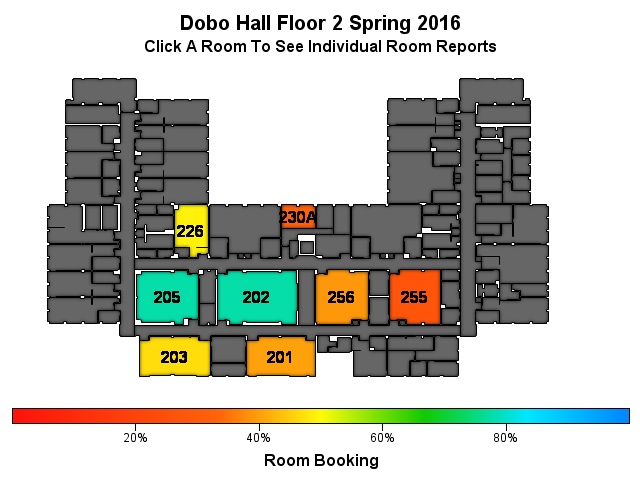 Dobo Hall Floor 2 Spring 2016
Click A Room To See Individual Room Reports
230A
226
205
202
256
255
203
201
20%
40%
60%
80%
Room Booking